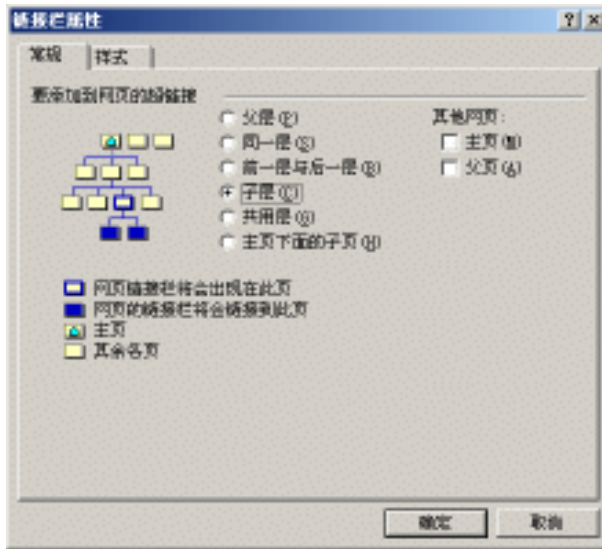 链接栏属性
常规 样式
要添加到网页的超链接
父层(P)
同一层(S)
前一层与后一层(B)
子层(C)
共用层(G)
主页下面的子页(H)
其他网页:
主页(M)
父页(A)
网页链接栏将会出现在此页
网页的链接栏将会链接到此页
主页
其余各页
确定 取消